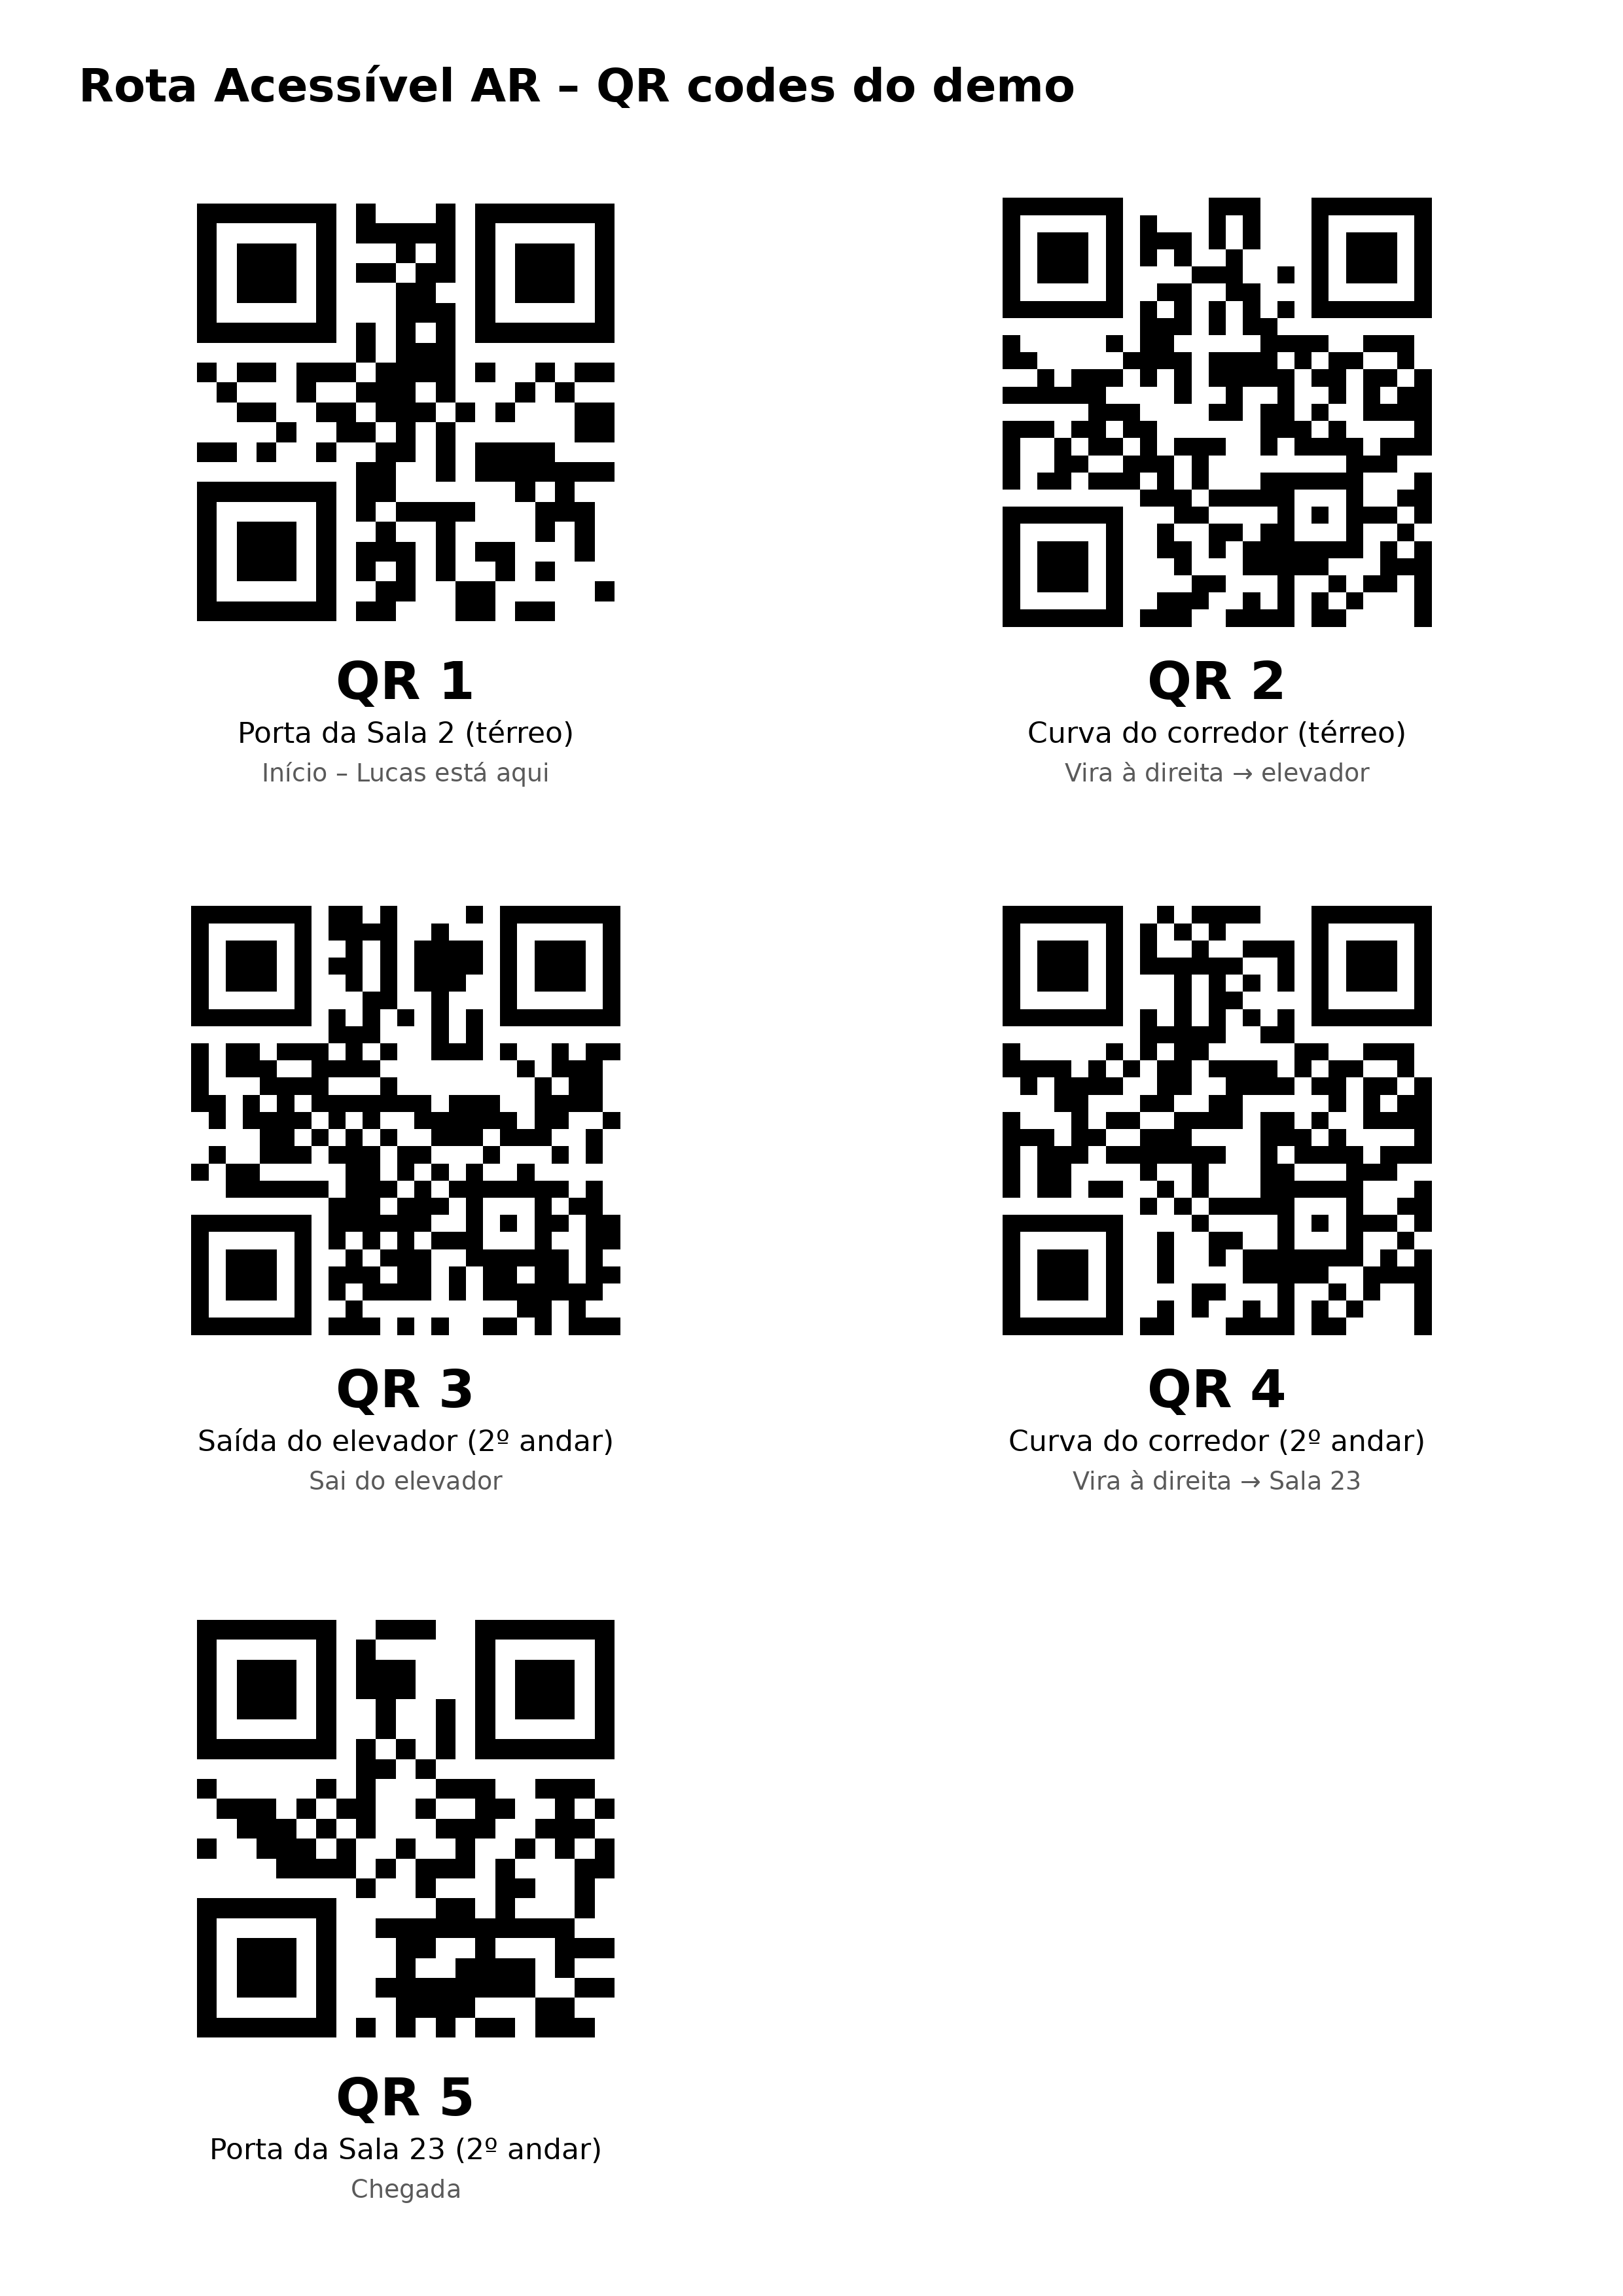 Rota Acessível AR – QR codes do demo
QR 1
Porta da Sala 2 (térreo)
Início – Lucas está aqui
QR 2
Curva do corredor (térreo)
Vira à direita → elevador
QR 3
Saída do elevador (2º andar)
Sai do elevador
QR 4
Curva do corredor (2º andar)
Vira à direita → Sala 23
QR 5
Porta da Sala 23 (2º andar)
Chegada